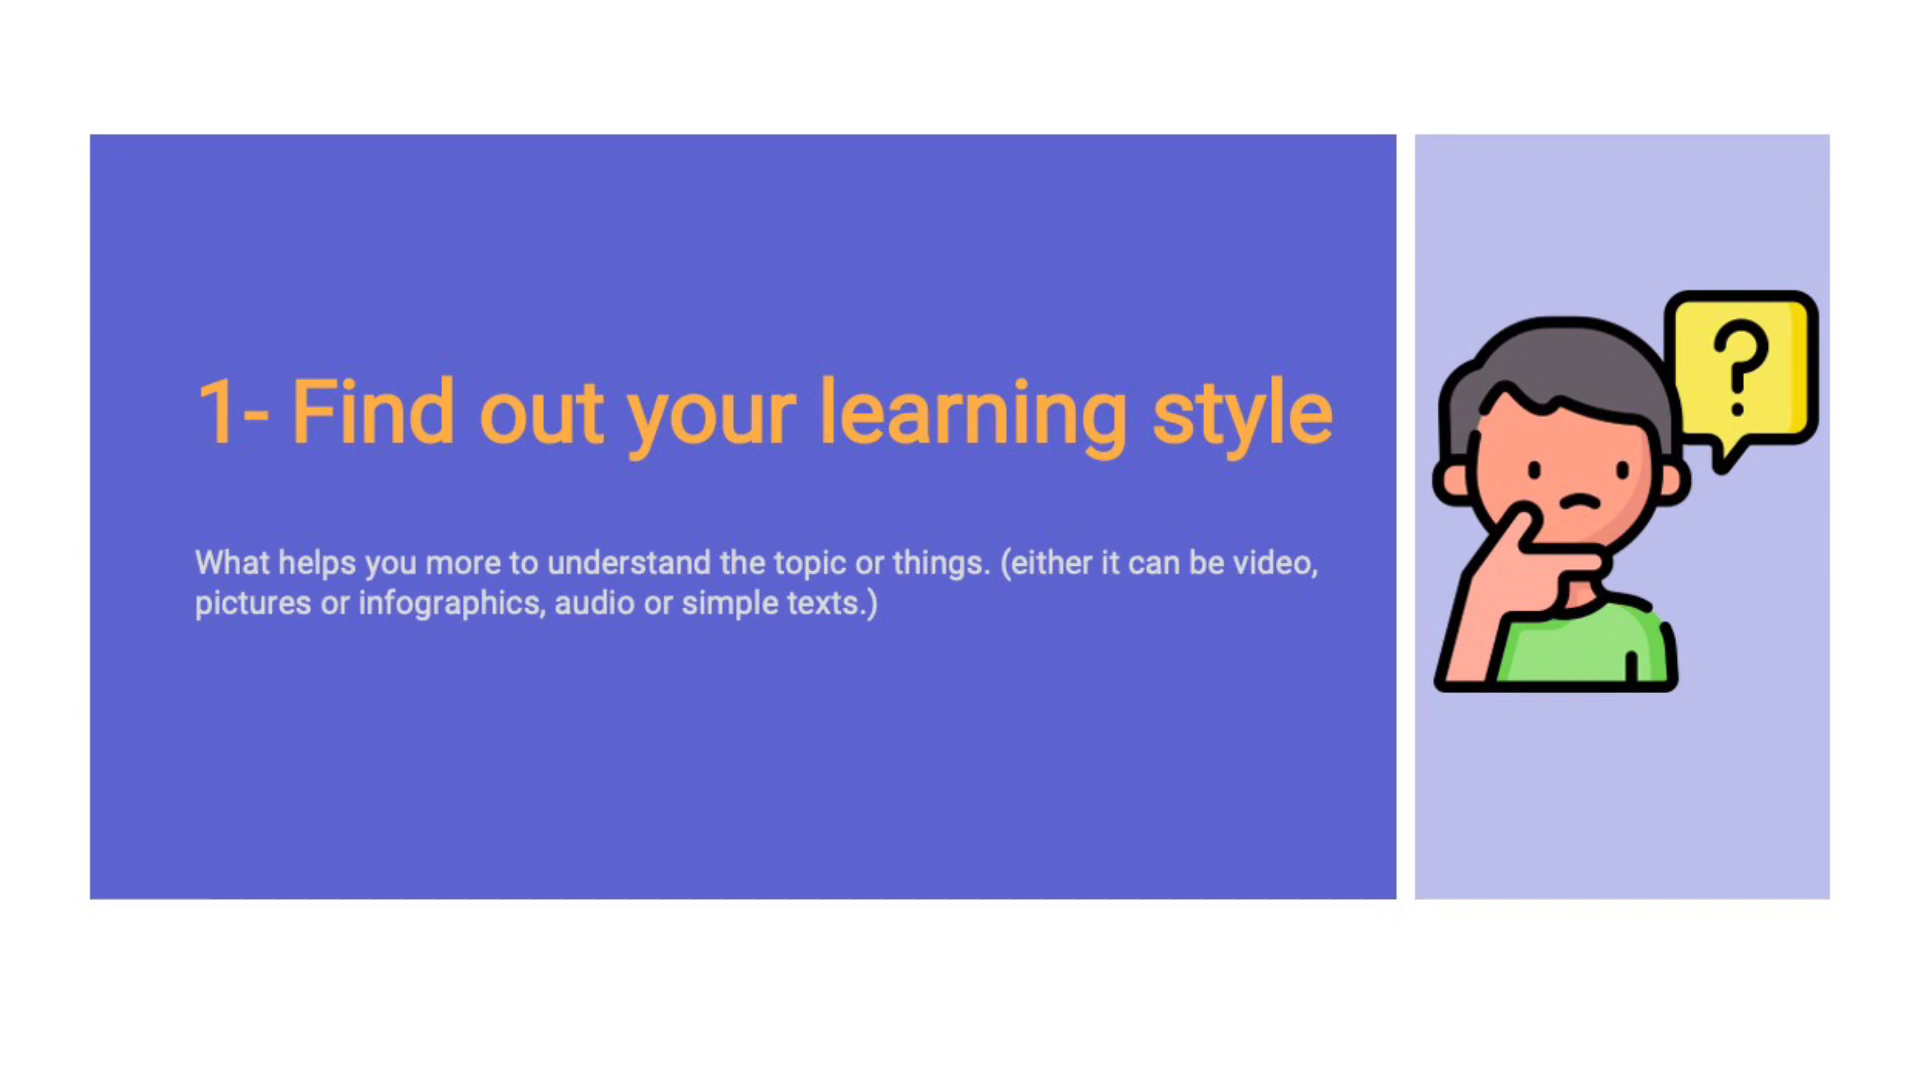 1- Find out your learning style
?
What helps you more to understand the topic or things. (either it can be video,
pictures or infographics, audio or simple texts.)